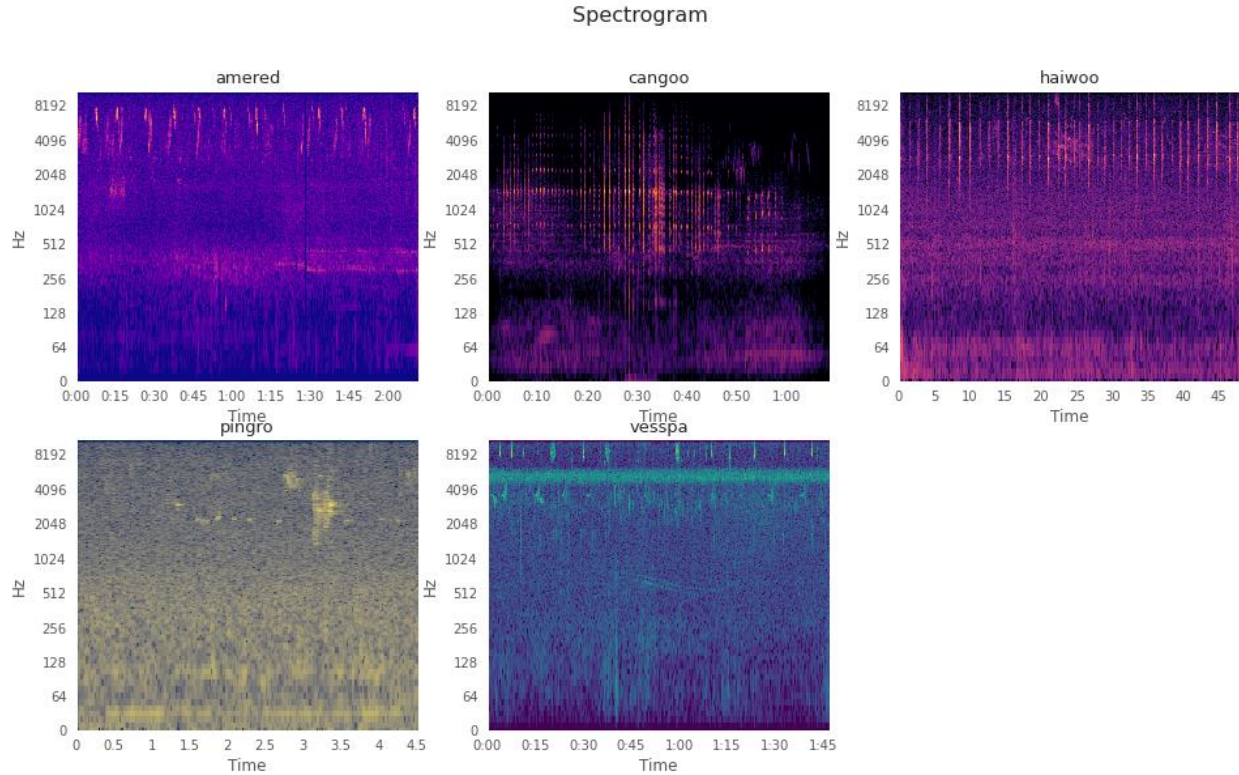 Spectrogram
amered
cangoo
haiwoo
8192
4096
2048
1024
512
256
128
64
0
Hz
0:00 0:15 0:30 0:45 1:00 1:15 1:30 1:45 2:00
Time
8192
4096
2048
1024
512
256
128
64
0
Hz
0:00 0:10 0:20 0:30 0:40 0:50 1:00
Time
8192
4096
2048
1024
512
256
128
64
0
Hz
0 5 10 15 20 25 30 35 40 45
Time
pingro
vesspa
8192
4096
2048
1024
512
256
128
64
0
Hz
0 0.5 1 1.5 2 2.5 3 3.5 4 4.5
Time
8192
4096
2048
1024
512
256
128
64
0
Hz
0:00 0:15 0:30 0:45 1:00 1:15 1:30 1:45
Time